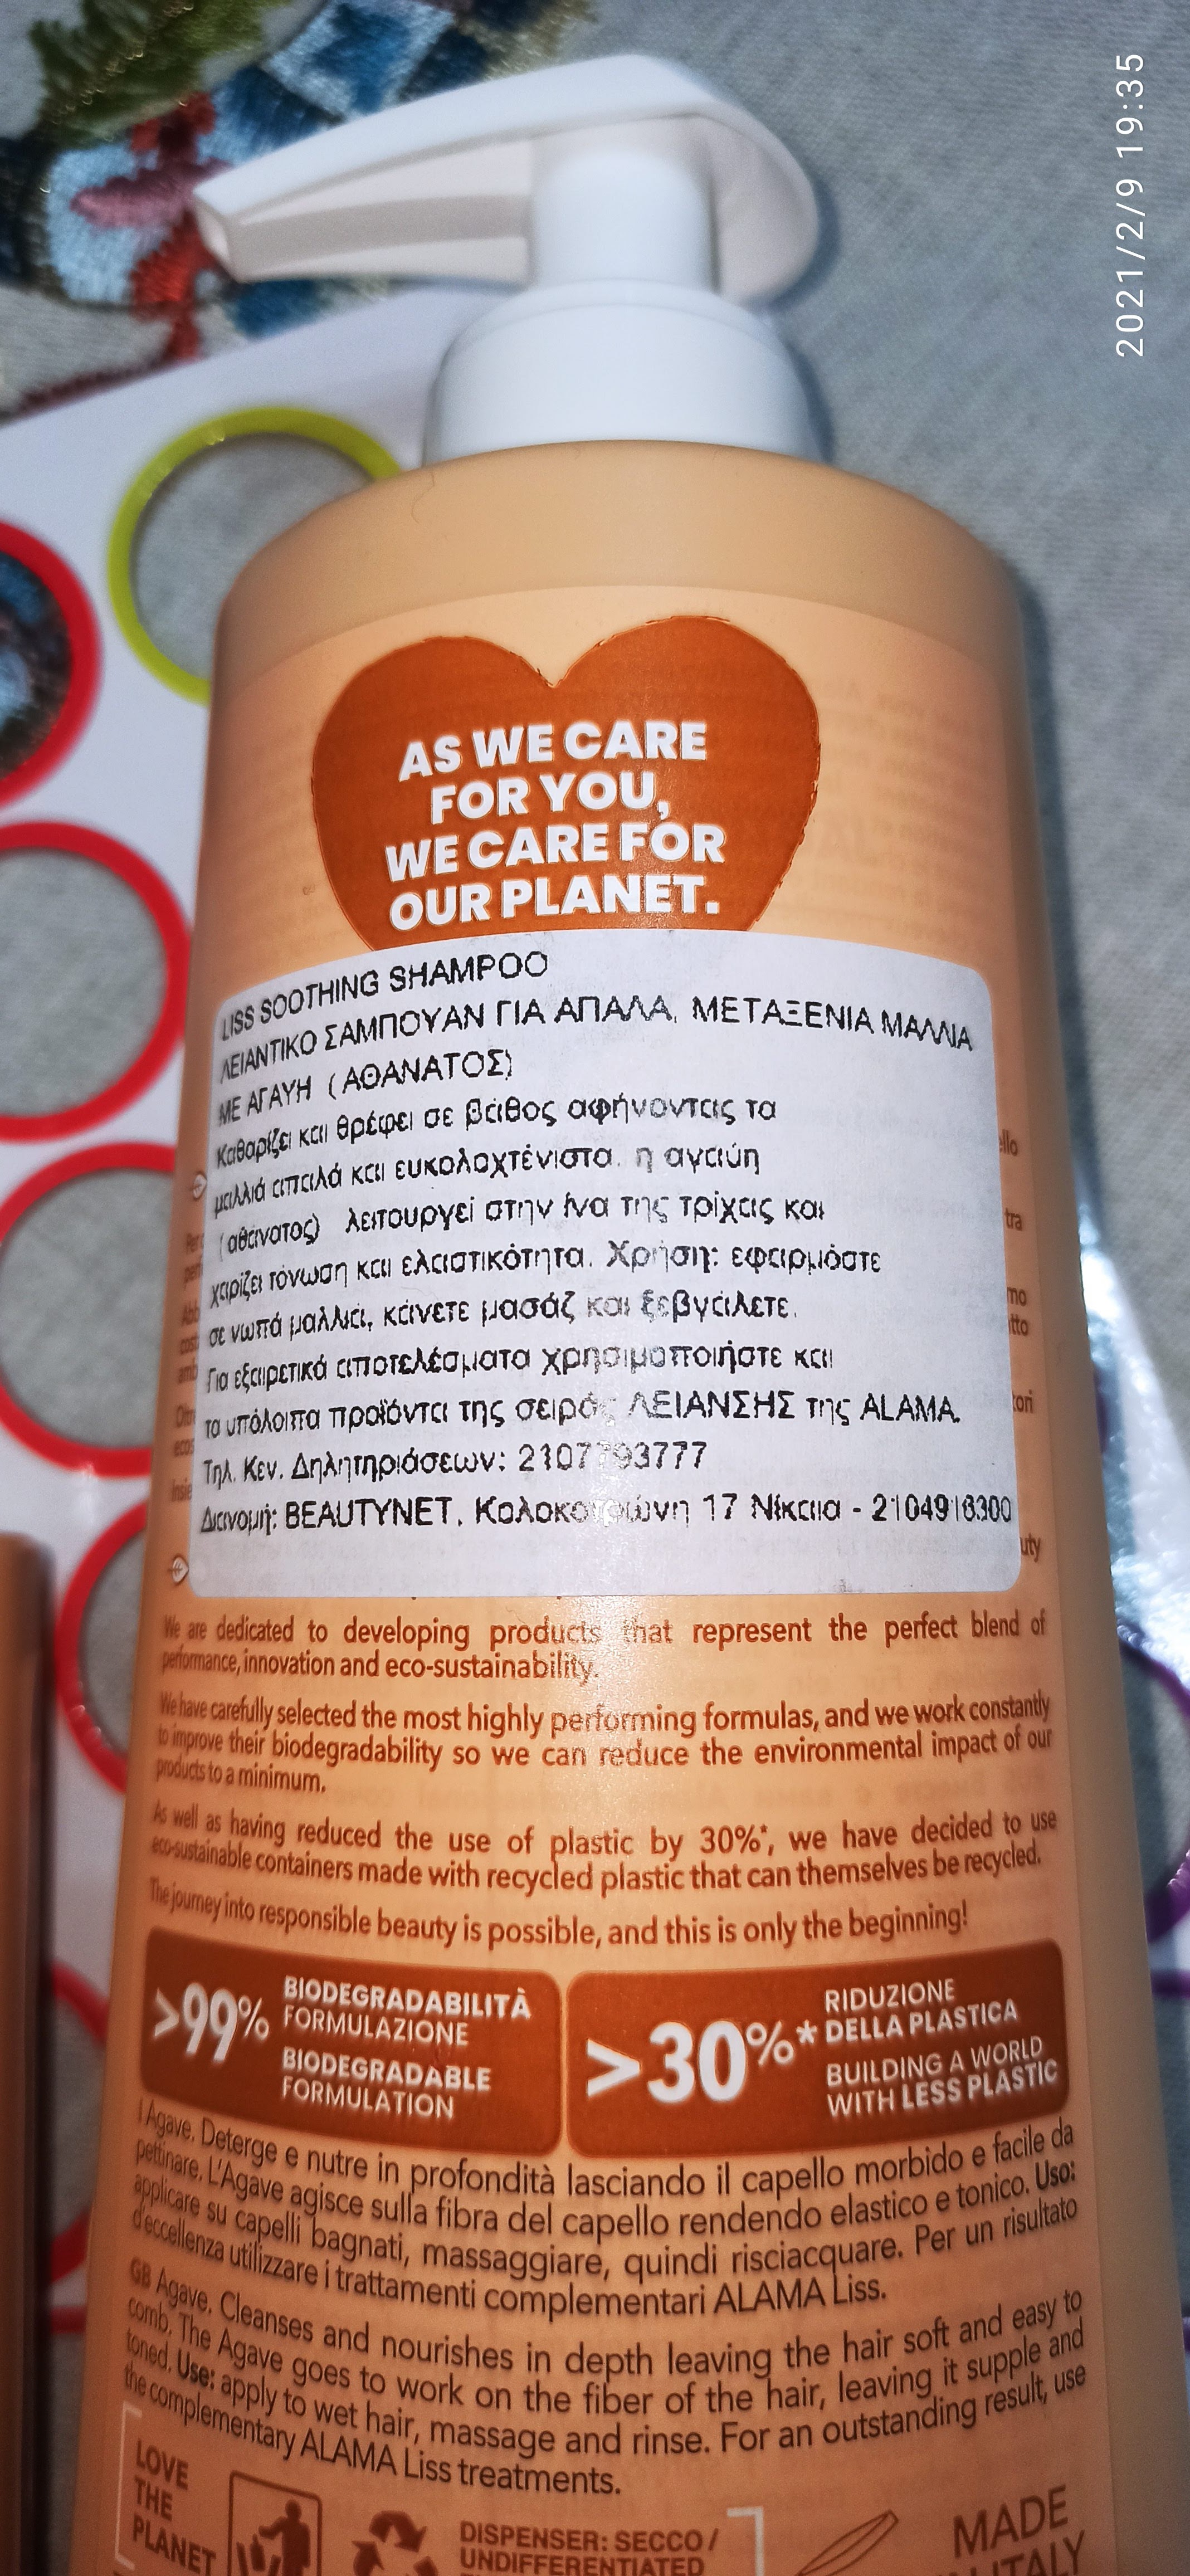 2021/2/9 19:35
AS WE CARE
FOR YOU,
WE CARE FOR
OUR PLANET.
LISS SOOTHING SHAMPOO
ΛΕΙΑΝΤΙΚΟ ΣΑΜΠΟΥΑΝ ΓΙΑ ΑΠΑΛΑ, ΜΕΤΑΞΕΝΙΑ ΜΑΛΛΙΑ
ΜΕ ΑΓΑΥΗ (ΑΘΑΝΑΤΟΣ)
Καθαρίζει και θρέφει σε βάθος αφήνοντας τα
μαλλιά απαλά και ευκολοχτένιστα. η αγαύη
(αθάνατος) λειτουργεί στην ίνα της τρίχας και
χαρίζει τόνωση και ελαστικότητα. Χρήση: εφαρμόστε
σε νωπά μαλλιά, κάνετε μασάζ και ξεβγάλετε.
Για εξαιρετικά αποτελέσματα χρησιμοποιήστε και
τα υπόλοιπα προϊόντα της σειράς ΛΕΙΑΝΣΗΣ της ALAMA.
Τηλ. Κεν. Δηλητηριάσεων: 2107793777
Διανομή: BEAUTYNET, Κολοκοτρώνη 17 Νίκαια - 2104918300
We are dedicated to developing products that represent the perfect blend of
performance, innovation and eco-sustainability.
We have carefully selected the most highly performing formulas, and we work constantly
to improve their biodegradability so we can reduce the environmental impact of our
products to a minimum.
As well as having reduced the use of plastic by 30%*, we have decided to use
eco-sustainable containers made with recycled plastic that can themselves be recycled.
The journey into responsible beauty is possible, and this is only the beginning!
>99% BIODEGRADABILITÀ
FORMULAZIONE
BIODEGRADABLE
FORMULATION
>30%* RIDUZIONE
DELLA PLASTICA
BUILDING A WORLD
WITH LESS PLASTIC
I Agave. Deterge e nutre in profondità lasciando il capello morbido e facile da
pettinare. L'Agave agisce sulla fibra del capello rendendo elastico e tonico. Uso:
applicare su capelli bagnati, massaggiare, quindi risciacquare. Per un risultato
d'eccellenza utilizzare i trattamenti complementari ALAMA Liss.
GB Agave. Cleanses and nourishes in depth leaving the hair soft and easy to
comb. The Agave goes to work on the fiber of the hair, leaving it supple and
toned. Use: apply to wet hair, massage and rinse. For an outstanding result, use
the complementary ALAMA Liss treatments.
LOVE
THE
PLANET
DISPENSER: SECCO /
UNDIFFERENTIATED
MADE
ITALY